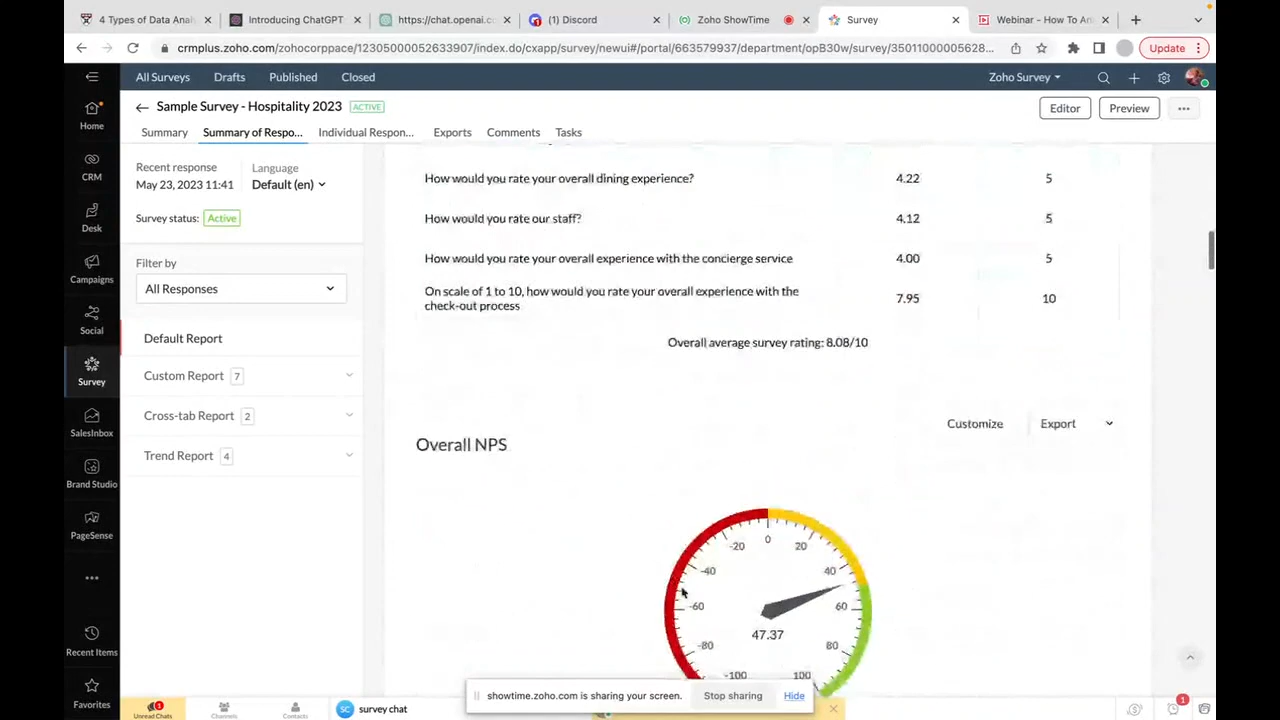 4 Types of Data Anal
Introducing ChatGPT
https://chat.openai.co
(1) Discord
Zoho ShowTime
Survey
Webinar - How To An
crmplus.zoho.com/zohocorppace/12305000052633907/index.do/cxapp/survey/newui#/portal/663579937/department/opB30w/survey/35011000005628...
Update
All Surveys
Drafts
Published
Closed
Zoho Survey
Home
CRM
Desk
Campaigns
Social
Survey
SalesInbox
Brand Studio
PageSense
Recent Items
Favorites
Sample Survey - Hospitality 2023
ACTIVE
Editor
Preview
Summary
Summary of Respo...
Individual Respon...
Exports
Comments
Tasks
Recent response
May 23, 2023 11:41
Language
Default (en)
Survey status: Active
Filter by
All Responses
Default Report
Custom Report 7
Cross-tab Report 2
Trend Report 4
How would you rate your overall dining experience? 4.22 5
How would you rate our staff? 4.12 5
How would you rate your overall experience with the concierge service 4.00 5
On scale of 1 to 10, how would you rate your overall experience with the
check-out process 7.95 10
Overall average survey rating: 8.08/10
Customize
Export
Overall NPS
0
-20 20
-40 40
-60 60
47.37
-80 80
-100 100
showtime.zoho.com is sharing your screen.
Stop sharing
Hide
1
Unread Chats
Channels
Contacts
SC
survey chat
1